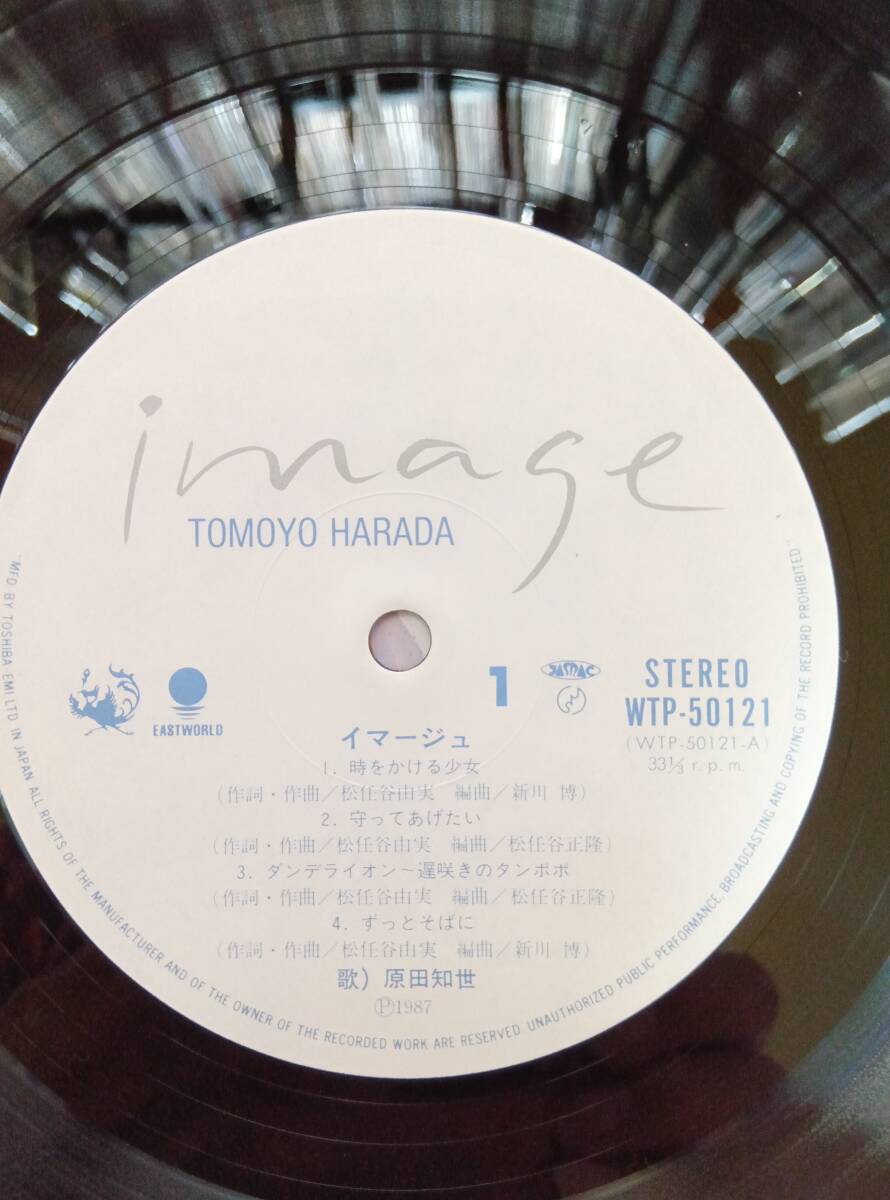 image
TOMOYO HARADA
EASTWORLD
1
JASRAC
STEREO
WTP-50121
(WTP-50121-A)
33⅓ r.p.m.
イマージュ
1. 時をかける少女
(作詞・作曲/松任谷由実 編曲/新川 博)
2. 守ってあげたい
(作詞・作曲/松任谷由実 編曲/松任谷正隆)
3. ダンデライオン～遅咲きのタンポポ
(作詞・作曲/松任谷由実 編曲/松任谷正隆)
4. ずっとそばに
(作詞・作曲/松任谷由実 編曲/新川 博)
歌) 原田知世
Ⓟ1987
"MFD BY TOSHIBA·EMI LTD IN JAPAN ALL RIGHTS OF THE MANUFACTURER AND OF THE OWNER OF THE RECORDED WORK ARE RESERVED UNAUTHORIZED PUBLIC PERFORMANCE, BROADCASTING AND COPYING OF THE RECORD PROHIBITED"